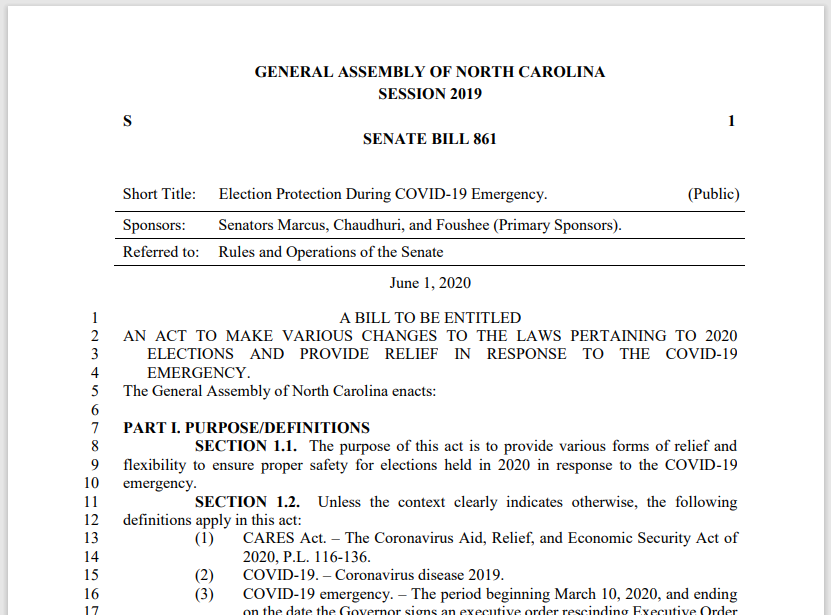 GENERAL ASSEMBLY OF NORTH CAROLINA
SESSION 2019
S 1
SENATE BILL 861
Short Title: Election Protection During COVID-19 Emergency. (Public)
Sponsors: Senators Marcus, Chaudhuri, and Foushee (Primary Sponsors).
Referred to: Rules and Operations of the Senate
June 1, 2020
1 A BILL TO BE ENTITLED
2 AN ACT TO MAKE VARIOUS CHANGES TO THE LAWS PERTAINING TO 2020
3 ELECTIONS AND PROVIDE RELIEF IN RESPONSE TO THE COVID-19
4 EMERGENCY.
5 The General Assembly of North Carolina enacts:
6
7 PART I. PURPOSE/DEFINITIONS
8 SECTION 1.1. The purpose of this act is to provide various forms of relief and
9 flexibility to ensure proper safety for elections held in 2020 in response to the COVID-19
10 emergency.
11 SECTION 1.2. Unless the context clearly indicates otherwise, the following
12 definitions apply in this act:
13 (1) CARES Act. – The Coronavirus Aid, Relief, and Economic Security Act of
14 2020, P.L. 116-136.
15 (2) COVID-19. – Coronavirus disease 2019.
16 (3) COVID-19 emergency. – The period beginning March 10, 2020, and ending
17 on the date the Governor signs an executive order rescinding Executive Order